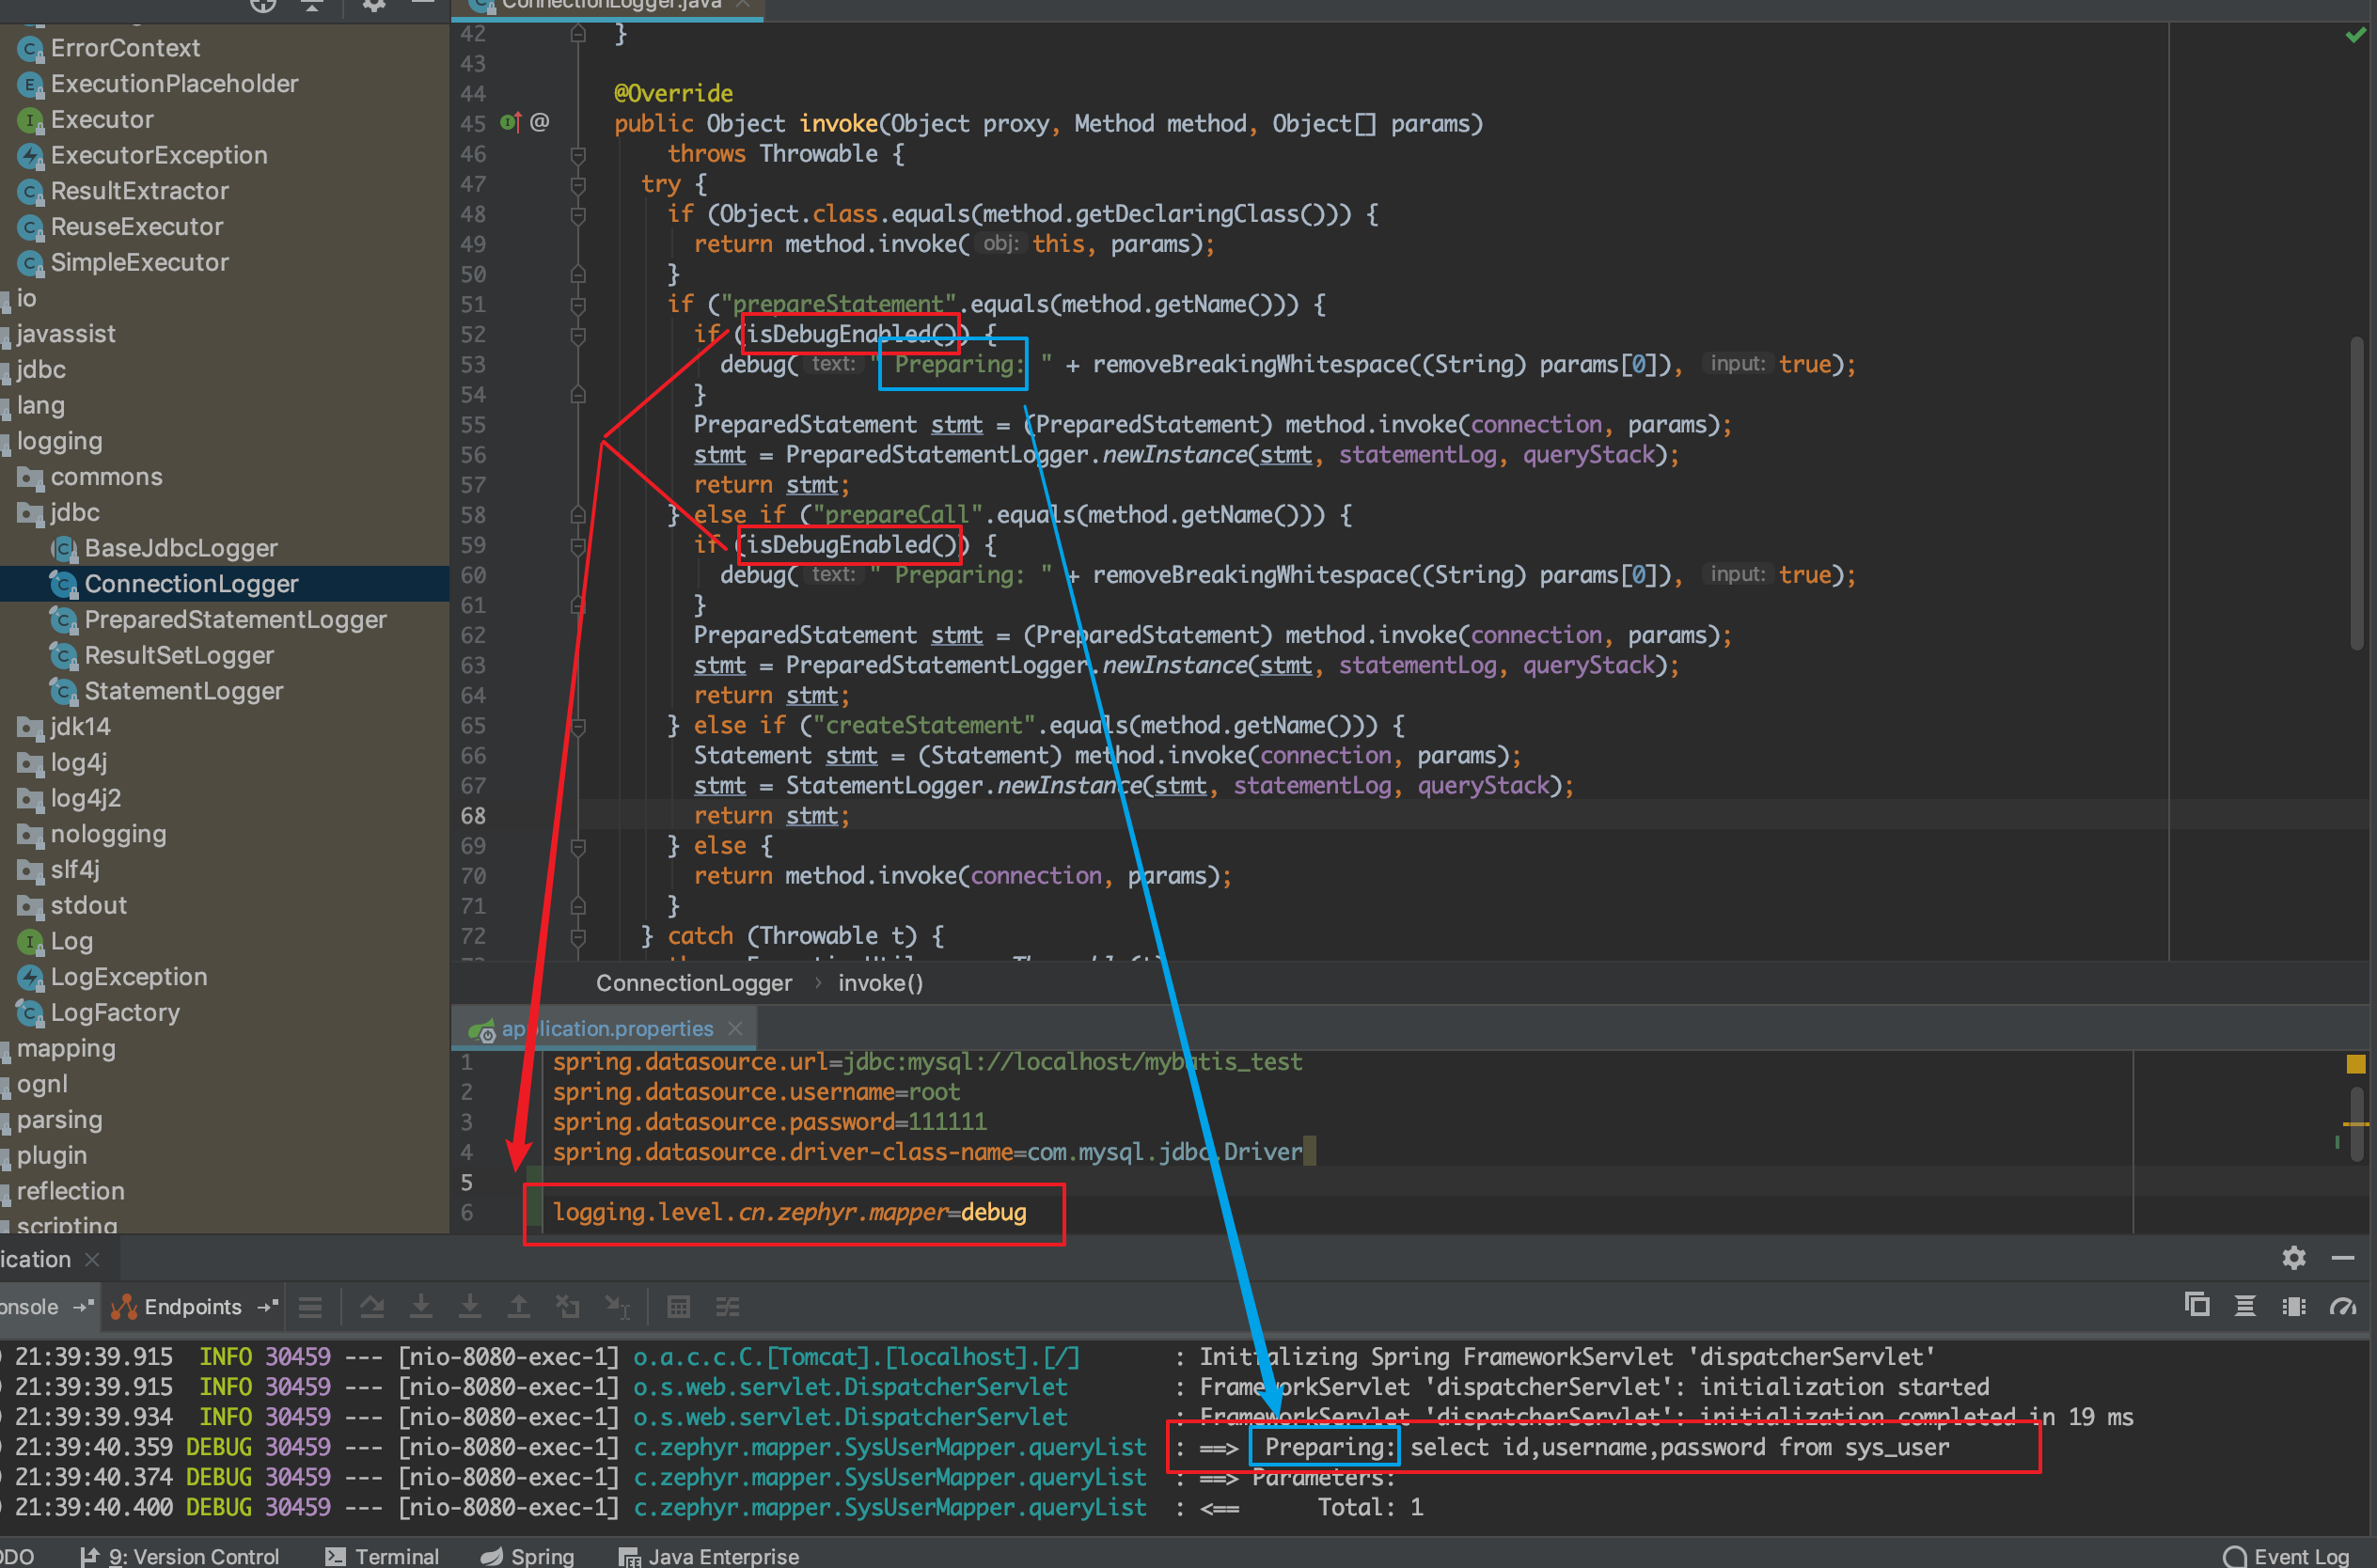 ConnectionLogger.java
ErrorContext
ExecutionPlaceholder
Executor
ExecutorException
ResultExtractor
ReuseExecutor
SimpleExecutor
io
javassist
jdbc
lang
logging
commons
jdbc
BaseJdbcLogger
ConnectionLogger
PreparedStatementLogger
ResultSetLogger
StatementLogger
jdk14
log4j
log4j2
nologging
slf4j
stdout
Log
LogException
LogFactory
mapping
ognl
parsing
plugin
reflection
scripting
42 }
43
44 @Override
45 @ public Object invoke(Object proxy, Method method, Object[] params)
46 throws Throwable {
47 try {
48 if (Object.class.equals(method.getDeclaringClass())) {
49 return method.invoke( obj: this, params);
50 }
51 if ("prepareStatement".equals(method.getName())) {
52 if (isDebugEnabled()) {
53 debug( text: " Preparing: " + removeBreakingWhitespace((String) params[0]), input: true);
54 }
55 PreparedStatement stmt = (PreparedStatement) method.invoke(connection, params);
56 stmt = PreparedStatementLogger.newInstance(stmt, statementLog, queryStack);
57 return stmt;
58 } else if ("prepareCall".equals(method.getName())) {
59 if (isDebugEnabled()) {
60 debug( text: " Preparing: " + removeBreakingWhitespace((String) params[0]), input: true);
61 }
62 PreparedStatement stmt = (PreparedStatement) method.invoke(connection, params);
63 stmt = PreparedStatementLogger.newInstance(stmt, statementLog, queryStack);
64 return stmt;
65 } else if ("createStatement".equals(method.getName())) {
66 Statement stmt = (Statement) method.invoke(connection, params);
67 stmt = StatementLogger.newInstance(stmt, statementLog, queryStack);
68 return stmt;
69 } else {
70 return method.invoke(connection, params);
71 }
72 } catch (Throwable t) {
ConnectionLogger › invoke()
application.properties
1 spring.datasource.url=jdbc:mysql://localhost/mybatis_test
2 spring.datasource.username=root
3 spring.datasource.password=111111
4 spring.datasource.driver-class-name=com.mysql.jdbc.Driver
5
6 logging.level.cn.zephyr.mapper=debug
ication
onsole Endpoints
21:39:39.915 INFO 30459 --- [nio-8080-exec-1] o.a.c.c.C.[Tomcat].[localhost].[/] : Initializing Spring FrameworkServlet 'dispatcherServlet'
21:39:39.915 INFO 30459 --- [nio-8080-exec-1] o.s.web.servlet.DispatcherServlet : FrameworkServlet 'dispatcherServlet': initialization started
21:39:39.934 INFO 30459 --- [nio-8080-exec-1] o.s.web.servlet.DispatcherServlet : FrameworkServlet 'dispatcherServlet': initialization completed in 19 ms
21:39:40.359 DEBUG 30459 --- [nio-8080-exec-1] c.zephyr.mapper.SysUserMapper.queryList : ==> Preparing: select id,username,password from sys_user
21:39:40.374 DEBUG 30459 --- [nio-8080-exec-1] c.zephyr.mapper.SysUserMapper.queryList : ==> Parameters:
21:39:40.400 DEBUG 30459 --- [nio-8080-exec-1] c.zephyr.mapper.SysUserMapper.queryList : <== Total: 1
ODO 9: Version Control Terminal Spring Java Enterprise Event Log